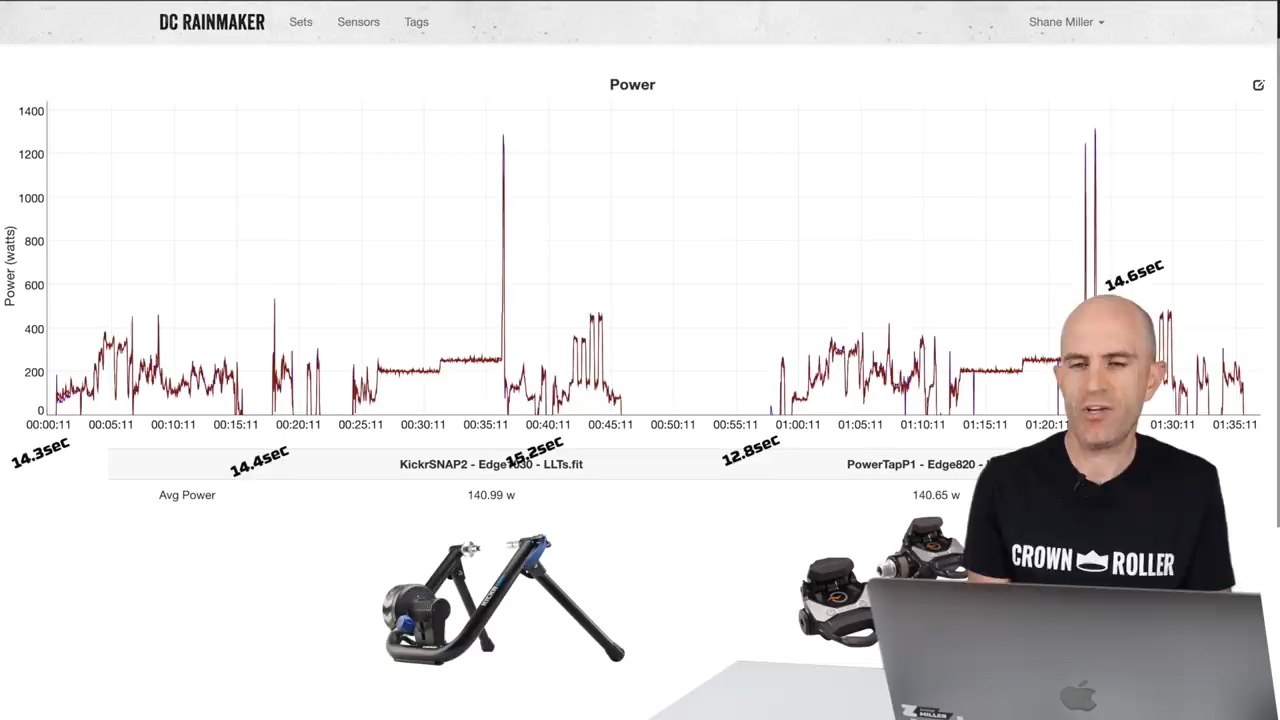 DC RAINMAKER Sets Sensors Tags Shane Miller
Power
1400
1200
1000
800
600
400
200
0
Power (watts)
14.6sec
00:00:11 00:05:11 00:10:11 00:15:11 00:20:11 00:25:11 00:30:11 00:35:11 00:40:11 00:45:11 00:50:11 00:55:11 01:00:11 01:05:11 01:10:11 01:15:11 01:30:11 01:35:11
14.3sec 14.4sec 15.2sec 12.8sec
KickrSNAP2 - Edge1030 - LLTs.fit PowerTapP1 - Edge820 -
Avg Power 140.99 w 140.65 w
CROWN ROLLER
KICKR
MILLER